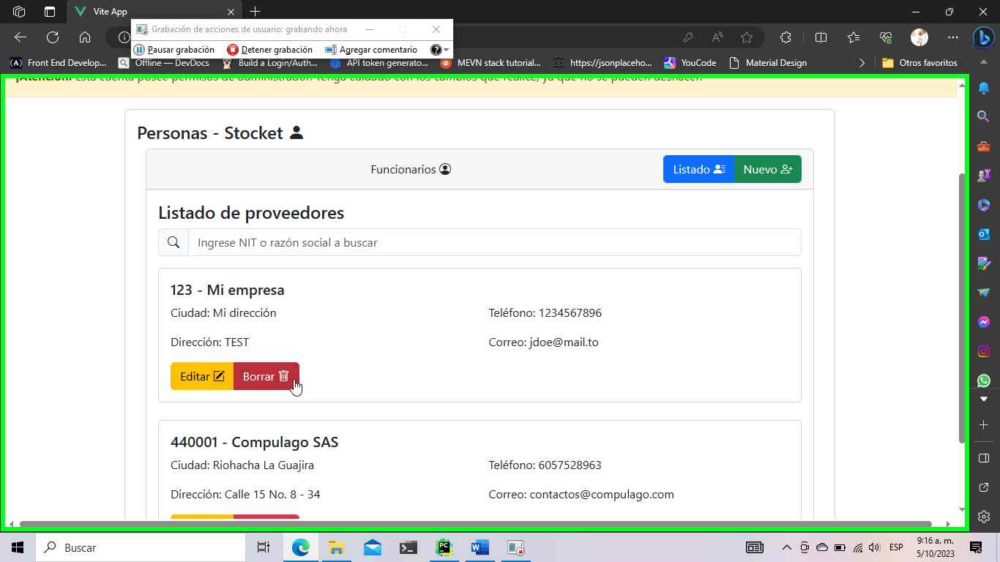 Vite App
Grabación de acciones de usuario: grabando ahora
Pausar grabación
Detener grabación
Agregar comentario
Front End Develop...
Offline — DevDocs
Build a Login/Auth...
API token generato...
MEVN stack tutorial...
https://jsonplaceho...
YouCode
Material Design
Otros favoritos
¡Atención! Esta cuenta posee permisos de administrador. Tenga cuidado con los cambios que realice, ya que no se pueden deshacer.
Personas - Stocket
Funcionarios
Listado
Nuevo
Listado de proveedores
Ingrese NIT o razón social a buscar
123 - Mi empresa
Ciudad: Mi dirección
Teléfono: 1234567896
Dirección: TEST
Correo: jdoe@mail.to
Editar
Borrar
440001 - Compulago SAS
Ciudad: Riohacha La Guajira
Teléfono: 6057528963
Dirección: Calle 15 No. 8 - 34
Correo: contactos@compulago.com
Buscar
ESP
9:16 a. m.
5/10/2023